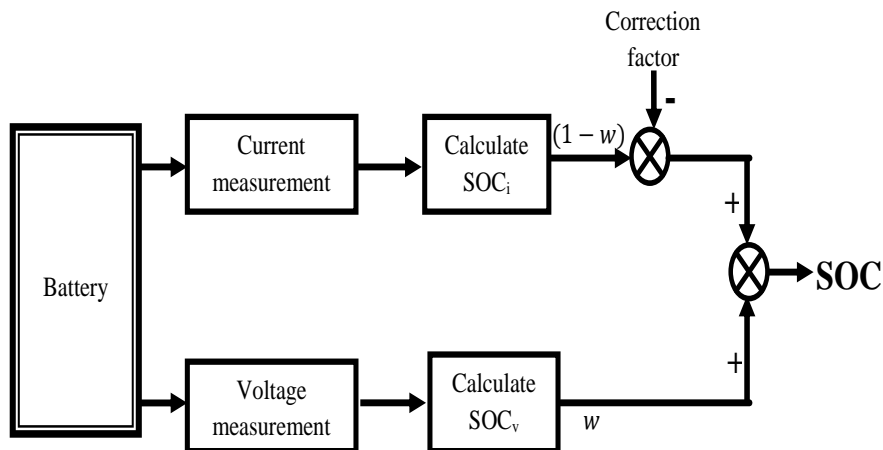 Correction
factor
-
Current
measurement
Calculate
SOCᵢ
(1 − w)
+
Battery
SOC
Voltage
measurement
Calculate
SOCᵥ
w
+